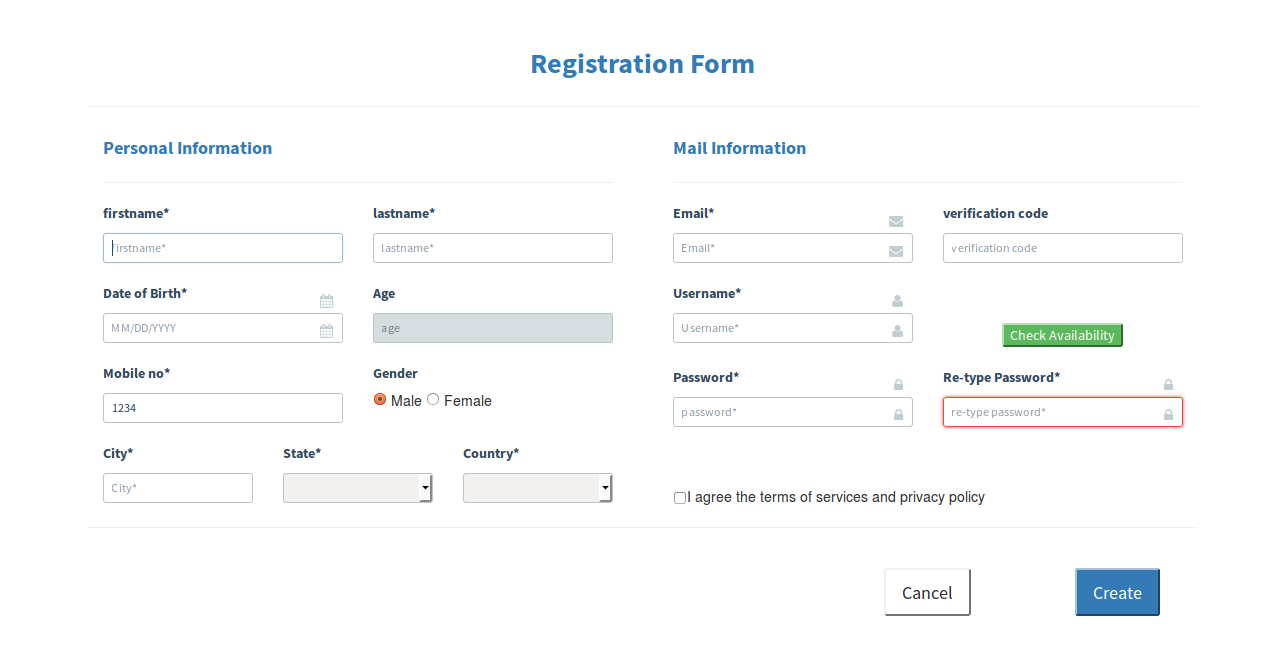 Registration Form
Personal Information
firstname*
lastname*
firstname*
lastname*
Date of Birth*
Age
MM/DD/YYYY
age
Mobile no*
Gender
1234
Male
Female
City*
State*
Country*
City*
Mail Information
Email*
verification code
Email*
verification code
Username*
Username*
Check Availability
Password*
Re-type Password*
password*
re-type password*
I agree the terms of services and privacy policy
Cancel
Create